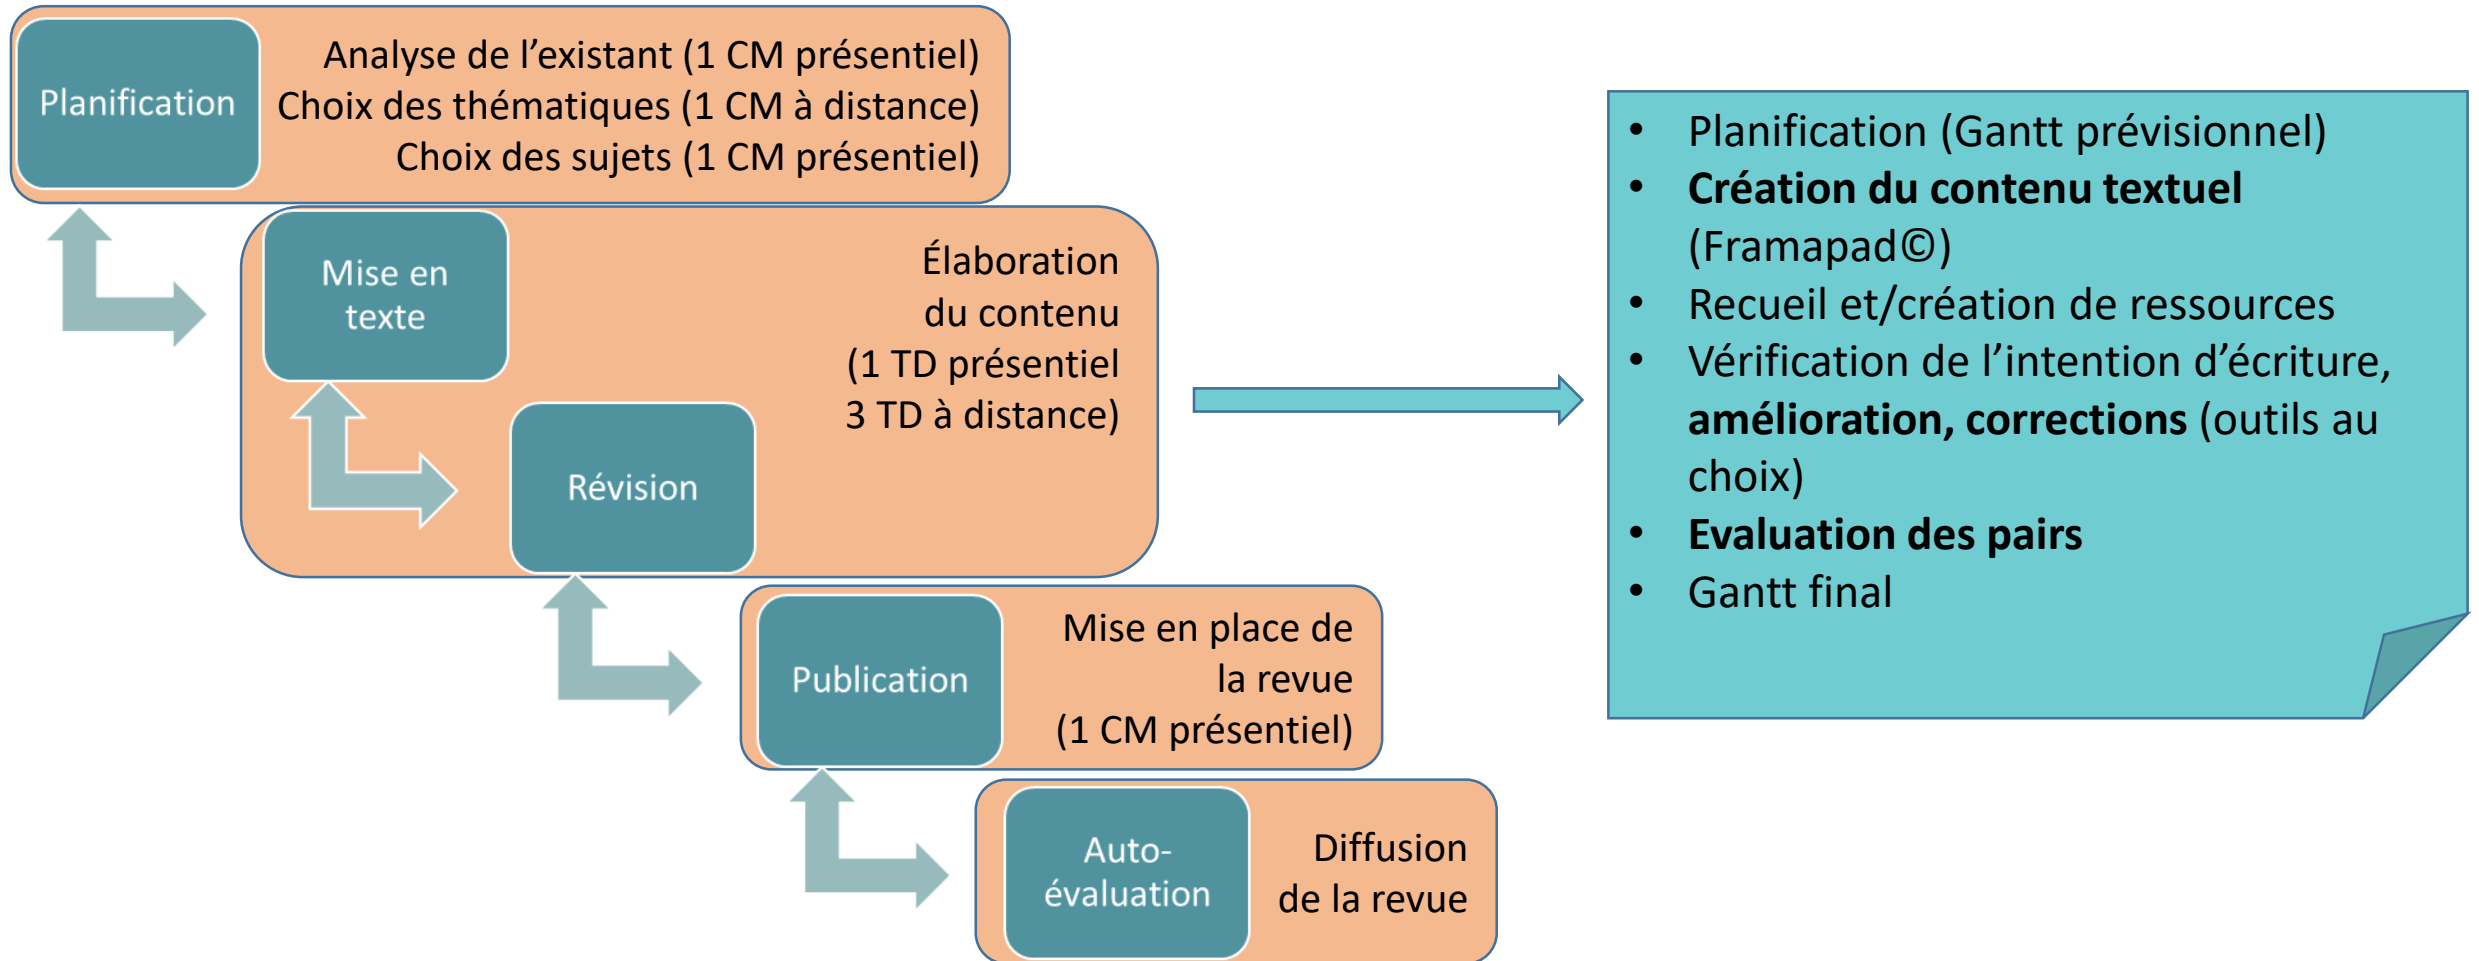 Planification
Analyse de l’existant (1 CM présentiel)
Choix des thématiques (1 CM à distance)
Choix des sujets (1 CM présentiel)
Mise en
texte
Révision
Élaboration
du contenu
(1 TD présentiel
3 TD à distance)
Publication
Mise en place de
la revue
(1 CM présentiel)
Auto-
évaluation
Diffusion
de la revue
• Planification (Gantt prévisionnel)
• Création du contenu textuel
(Framapad©)
• Recueil et/création de ressources
• Vérification de l’intention d’écriture,
amélioration, corrections (outils au
choix)
• Evaluation des pairs
• Gantt final